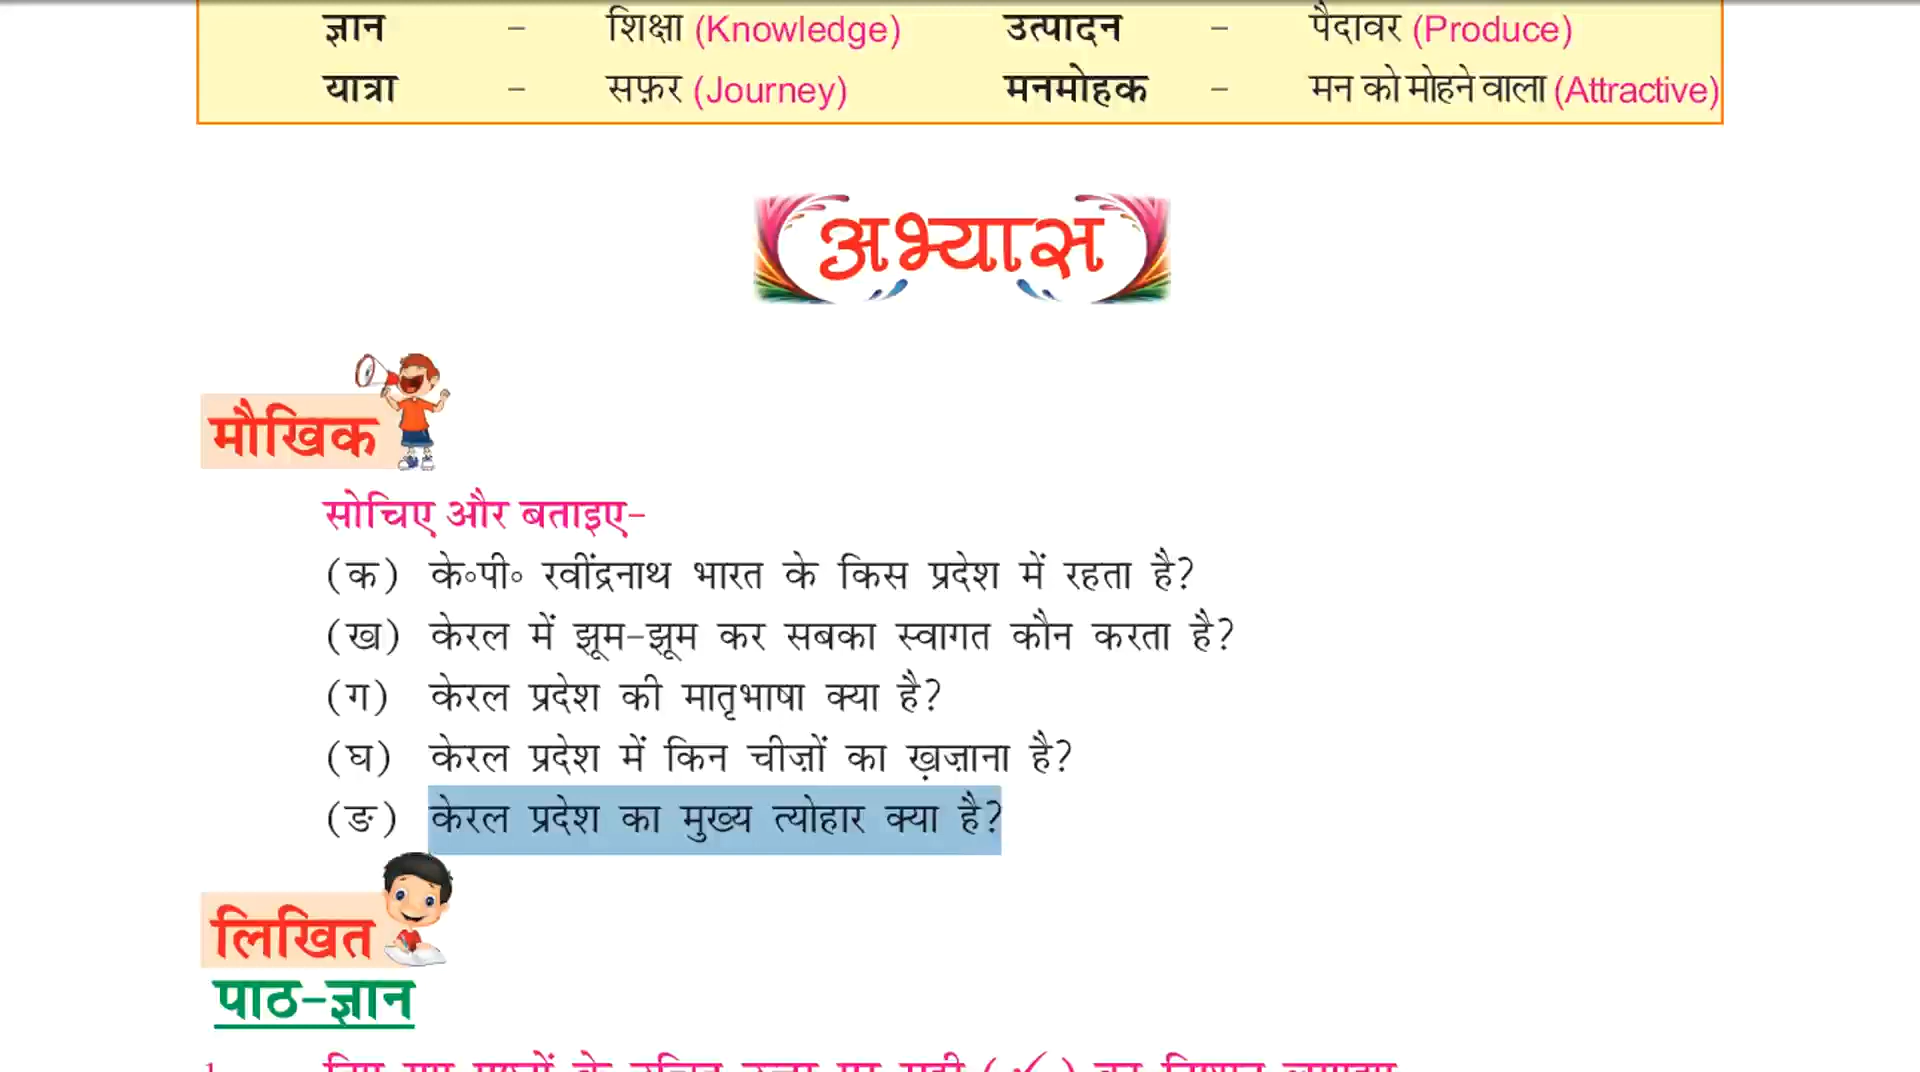 ज्ञान - शिक्षा (Knowledge) उत्पादन - पैदावर (Produce)
यात्रा - सफ़र (Journey) मनमोहक - मन को मोहने वाला (Attractive)
अभ्यास
मौखिक
सोचिए और बताइए-
(क) के॰पी॰ रवींद्रनाथ भारत के किस प्रदेश में रहता है?
(ख) केरल में झूम-झूम कर सबका स्वागत कौन करता है?
(ग) केरल प्रदेश की मातृभाषा क्या है?
(घ) केरल प्रदेश में किन चीज़ों का ख़ज़ाना है?
(ङ) केरल प्रदेश का मुख्य त्योहार क्या है?
लिखित
पाठ-ज्ञान